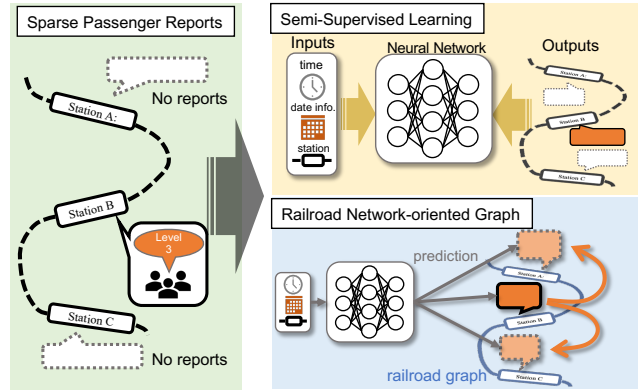 Sparse Passenger Reports
No reports
Station A:
Station B
Level
3
Station C
No reports
Semi-Supervised Learning
Inputs
Neural Network
Outputs
time
date info.
station
Station A:
Station B
Station C
Railroad Network-oriented Graph
prediction
Station A:
Station B
Station C
railroad graph